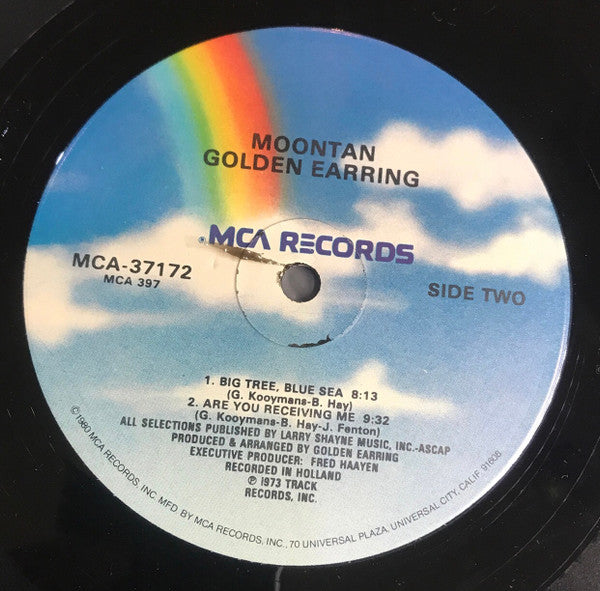 MOONTAN
GOLDEN EARRING
®MCA RECORDS
MCA-37172
MCA 397
SIDE TWO
1. BIG TREE, BLUE SEA 8:13
(G. Kooymans-B. Hay)
2. ARE YOU RECEIVING ME 9:32
(G. Kooymans-B. Hay-J. Fenton)
ALL SELECTIONS PUBLISHED BY LARRY SHAYNE MUSIC, INC.-ASCAP
PRODUCED & ARRANGED BY GOLDEN EARRING
EXECUTIVE PRODUCER: FRED HAAYEN
RECORDED IN HOLLAND
℗ 1973 TRACK
RECORDS, INC.
©1980 MCA RECORDS, INC. MFD. BY MCA RECORDS, INC., 70 UNIVERSAL PLAZA, UNIVERSAL CITY, CALIF. 91608